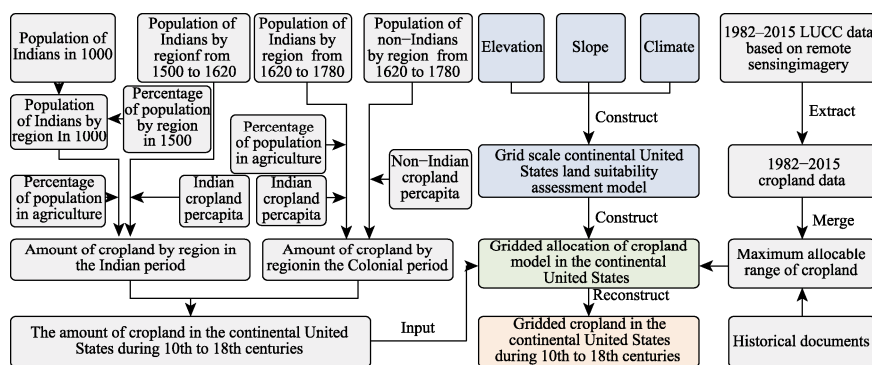 Population of
Indians in 1000
Population of
Indians by
regionf rom
1500 to 1620
Population of
Indians by
region from
1620 to 1780
Population of
non−Indians
by region from
1620 to 1780
Elevation
Slope
Climate
1982−2015 LUCC data
based on remote
sensingimagery
Population
of Indians by
region In 1000
Percentage
of population
by region
in 1500
Percentage
of population
in agriculture
Construct
Extract
Non−Indian
cropland
percapita
Grid scale continental United
States land suitability
assessment model
1982−2015
cropland data
Percentage
of population
in agriculture
Indian
cropland
percapita
Indian
cropland
percapita
Construct
Merge
Amount of cropland by region in
the Indian period
Amount of cropland by
regionin the Colonial period
Gridded allocation of cropland
model in the continental
United States
Maximum allocable
range of cropland
Reconstruct
The amount of cropland in the continental United
States during 10th to 18th centuries
Input
Gridded cropland in the
continental United States
during 10th to 18th centuries
Historical documents